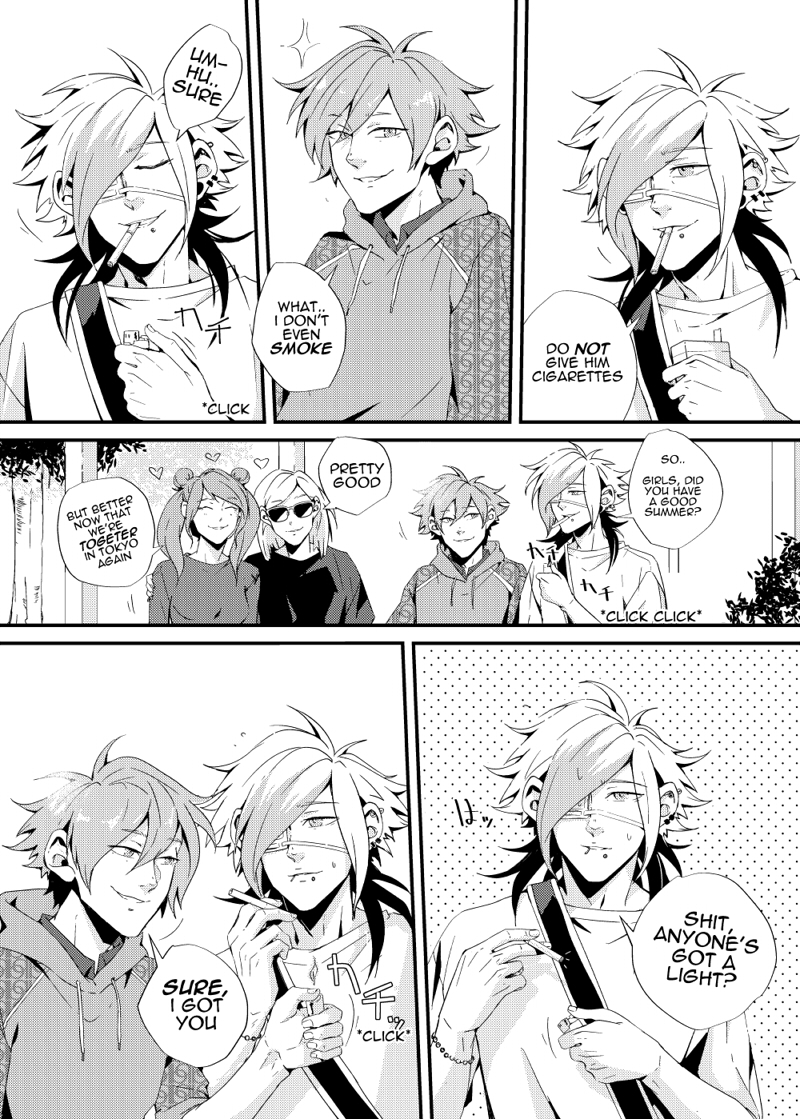 DO NOT
GIVE HIM
CIGARETTES
WHAT..
I DON'T
EVEN
SMOKE
UM-
HU..
SURE
カチ
*CLICK
SO..
GIRLS, DID
YOU HAVE
A GOOD
SUMMER?
カチ
カチ
*CLICK CLICK*
PRETTY
GOOD
BUT BETTER
NOW THAT
WE'RE
TOGETER
IN TOKYO
AGAIN
はッ
SHIT,
ANYONE'S
GOT A
LIGHT?
カチ
*CLICK*
SURE,
I GOT
YOU